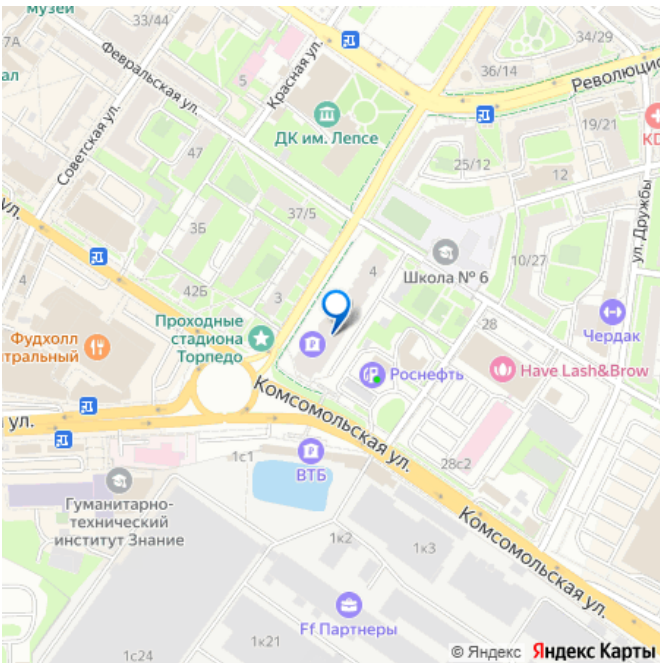 музей
7А
ал
33/44
Февральская ул.
Красная ул.
5
34/29
36/14
Революцио
ДК им. Лепсе
19/21
KD
Советская ул.
47
25/12
12
ул.
3Б
37/5
ул. Дружбы
4
42Б
3
4
Школа № 6
10/27
Проходные
стадиона
Торпедо
28
Чердак
Фудхолл
нтральный
Роснефть
Have Lash&Brow
ул.
Комсомольская ул.
1с1
ВТБ
28с2
Гуманитарно-
технический
институт Знание
1к2
1к3
Комсомольская ул.
Ff Партнеры
1к21
1с24
© Яндекс Яндекс Карты